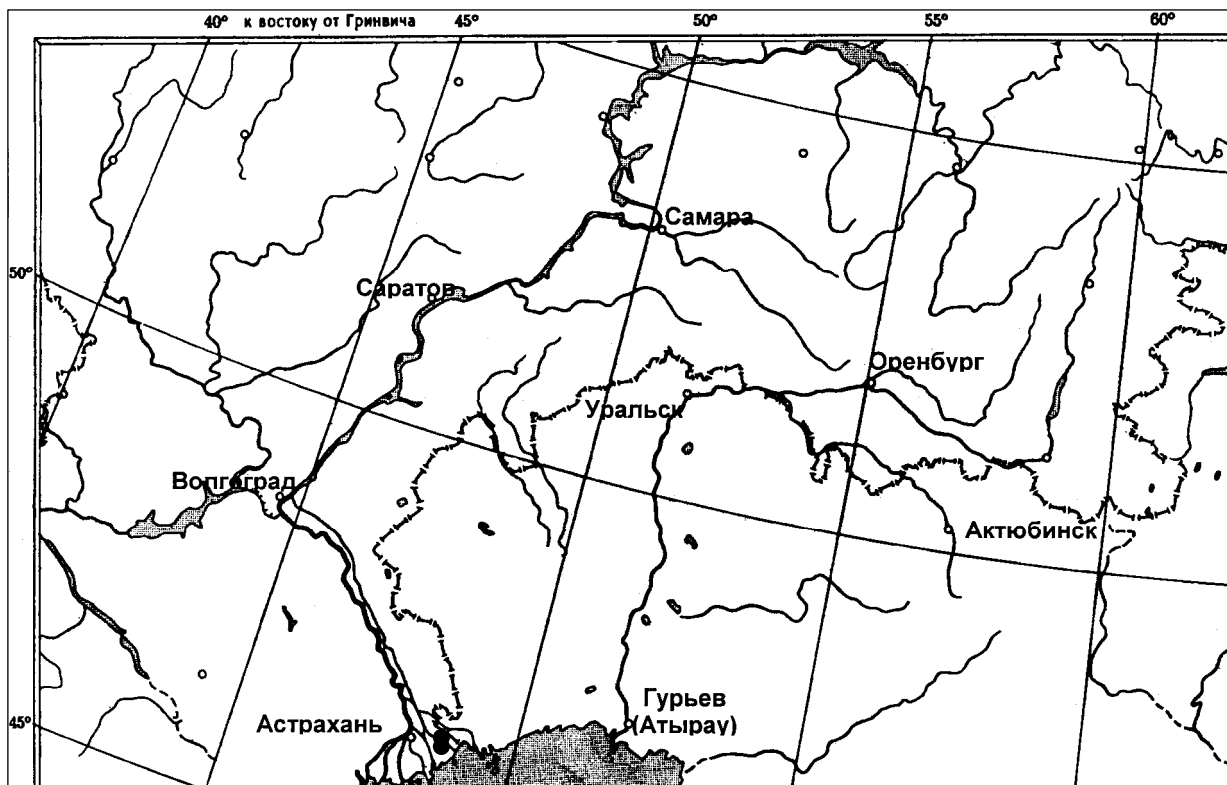 40° к востоку от Гринвича 45° 50° 55° 60°
Самара
50°
Саратов
Оренбург
Уральск
Волгоград
Актюбинск
Гурьев
(Атырау)
Астрахань
45°